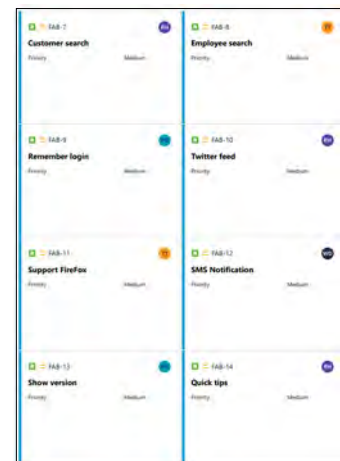 FAB-7
Customer search
Priority Medium
FAB-8
Employee search
Priority Medium
FAB-9
Remember login
Priority Medium
FAB-10
Twitter feed
Priority Medium
FAB-11
Support FireFox
Priority Medium
FAB-12
SMS Notification
Priority Medium
FAB-13
Show version
Priority Medium
FAB-14
Quick tips
Priority Medium